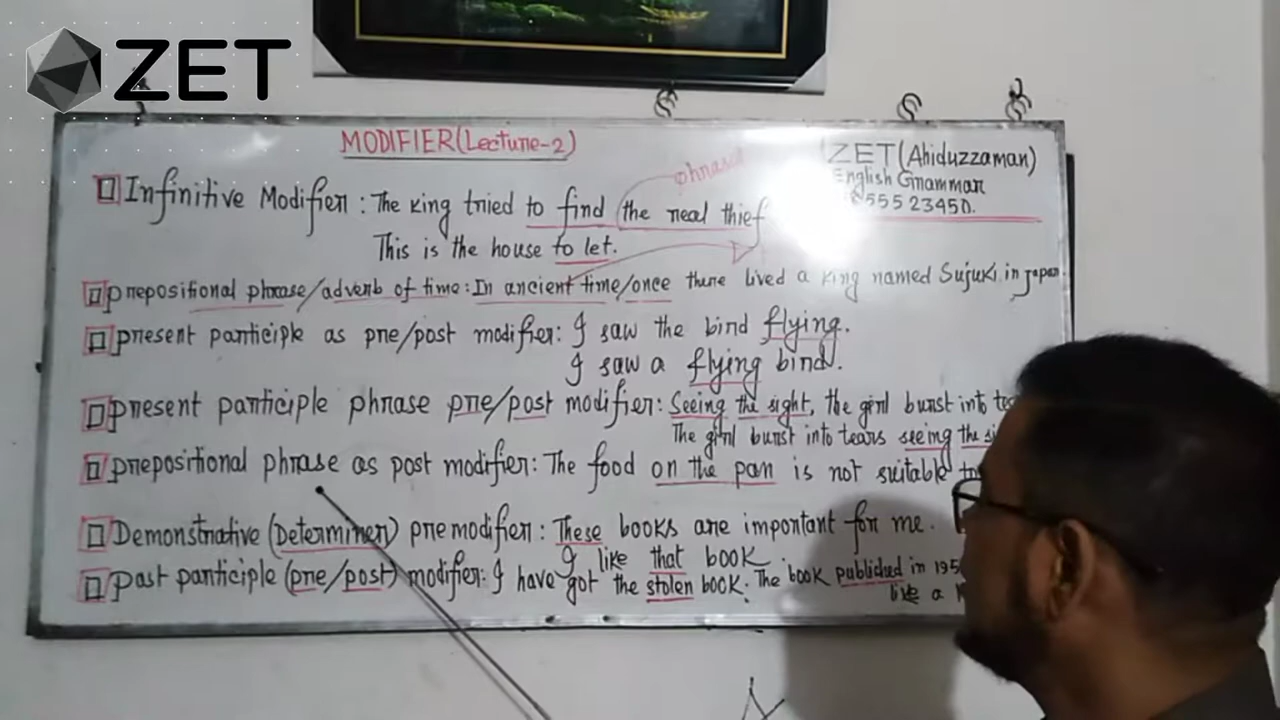 ZET
MODIFIER(Lecture-2)
ZET(Ahiduzzaman)
English Grammar
555 23450.
phrasal
Infinitive Modifier : The king tried to find the real thief
This is the house to let.
prepositional phrase/adverb of time: In ancient time/once there lived a king named Sujuki in japan.
present participle as pre/post modifier: I saw the bird flying.
I saw a flying bird.
present participle phrase pre/post modifier: Seeing the sight, the girl burst into
The girl burst into tears seeing the
prepositional phrase as post modifier: The food on the pan is not suitable
Demonstrative (Determiner) premodifier : These books are important for me.
I like that book
past participle (pre/post) modifier: I have got the stolen book. The book published in 195
like a